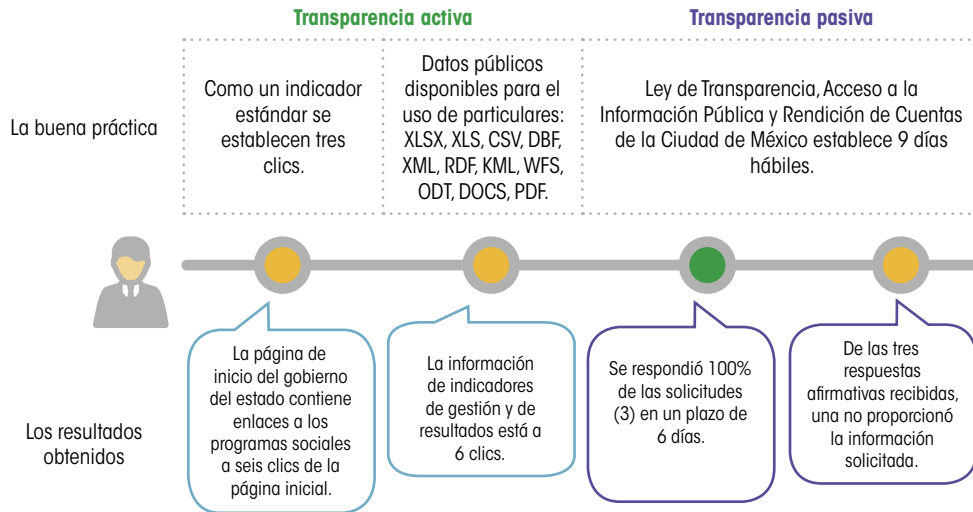 Transparencia activa
Transparencia pasiva
La buena práctica
Como un indicador
estándar se
establecen tres
clics.
Datos públicos
disponibles para el
uso de particulares:
XLSX, XLS, CSV, DBF,
XML, RDF, KML, WFS,
ODT, DOCS, PDF.
Ley de Transparencia, Acceso a la
Información Pública y Rendición de Cuentas
de la Ciudad de México establece 9 días
hábiles.
Los resultados
obtenidos
La página de
inicio del gobierno
del estado contiene
enlaces a los
programas sociales
a seis clics de la
página inicial.
La información
de indicadores
de gestión y de
resultados está a
6 clics.
Se respondió 100%
de las solicitudes
(3) en un plazo de
6 días.
De las tres
respuestas
afirmativas recibidas,
una no proporcionó
la información
solicitada.